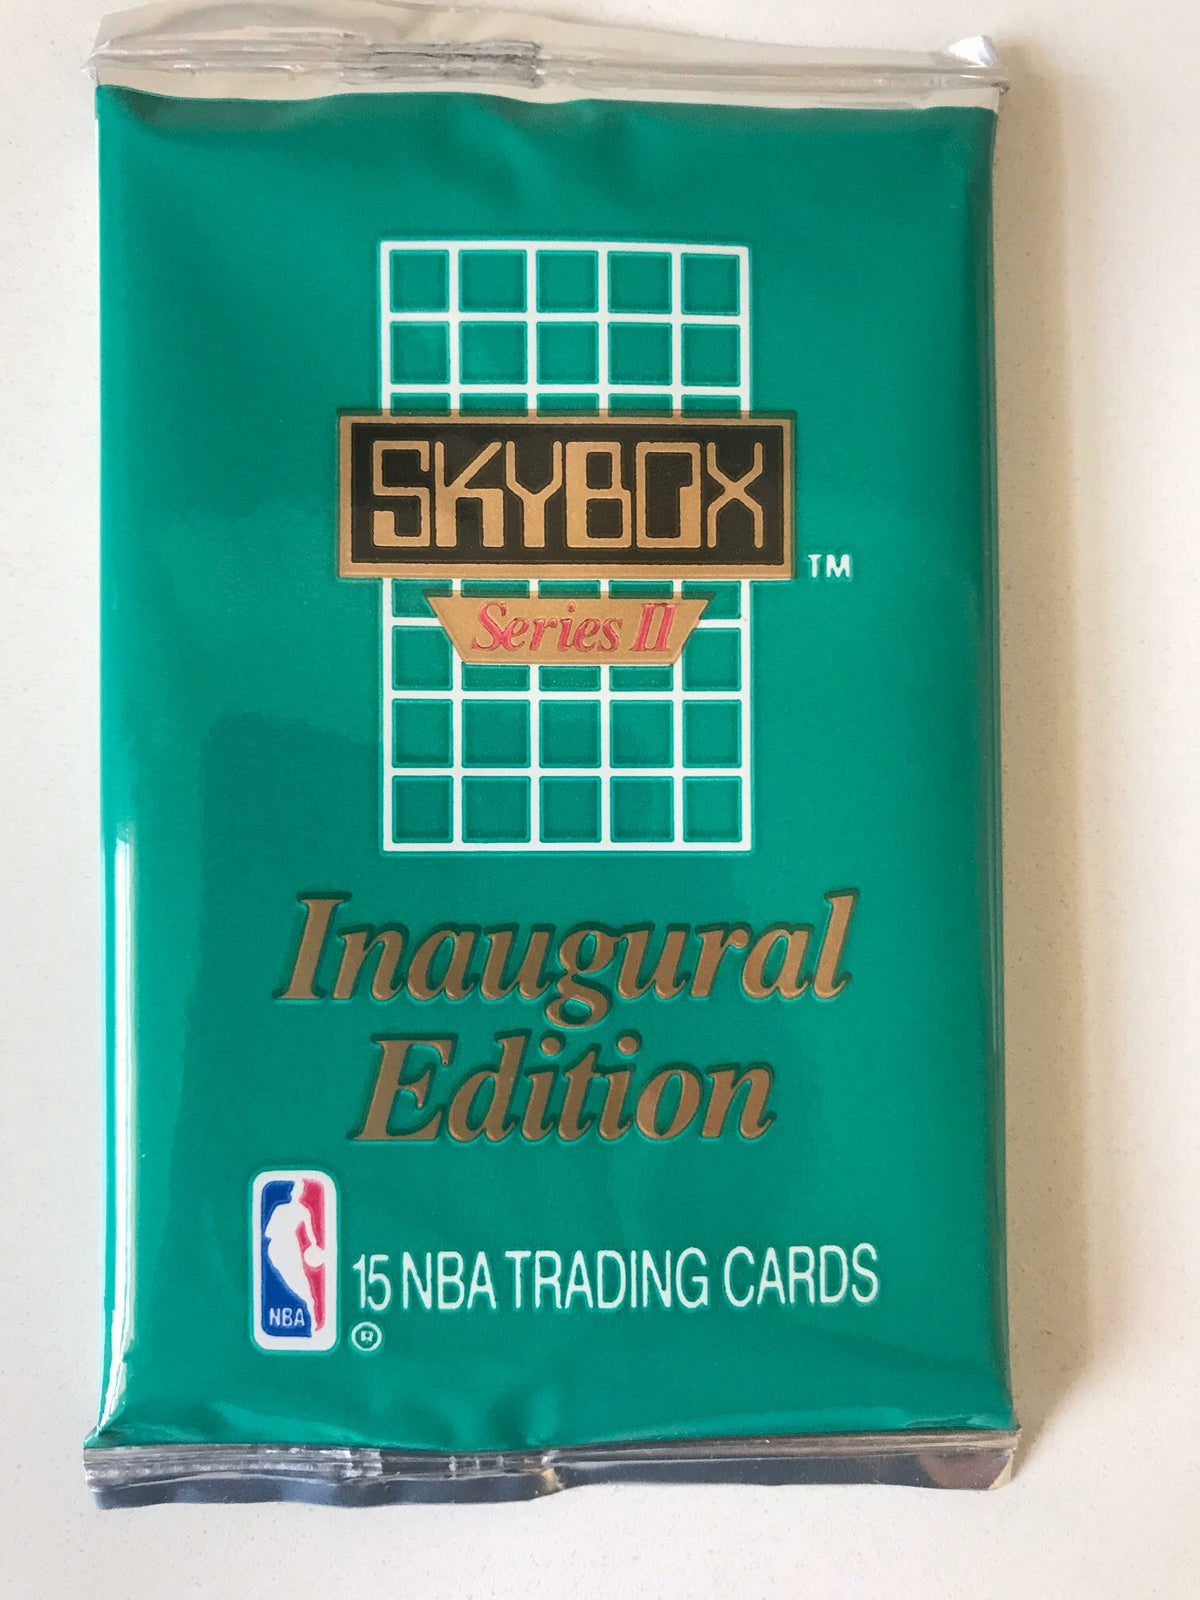 SKYBOX
TM
Series II
Inaugural
Edition
NBA
15 NBA TRADING CARDS
®